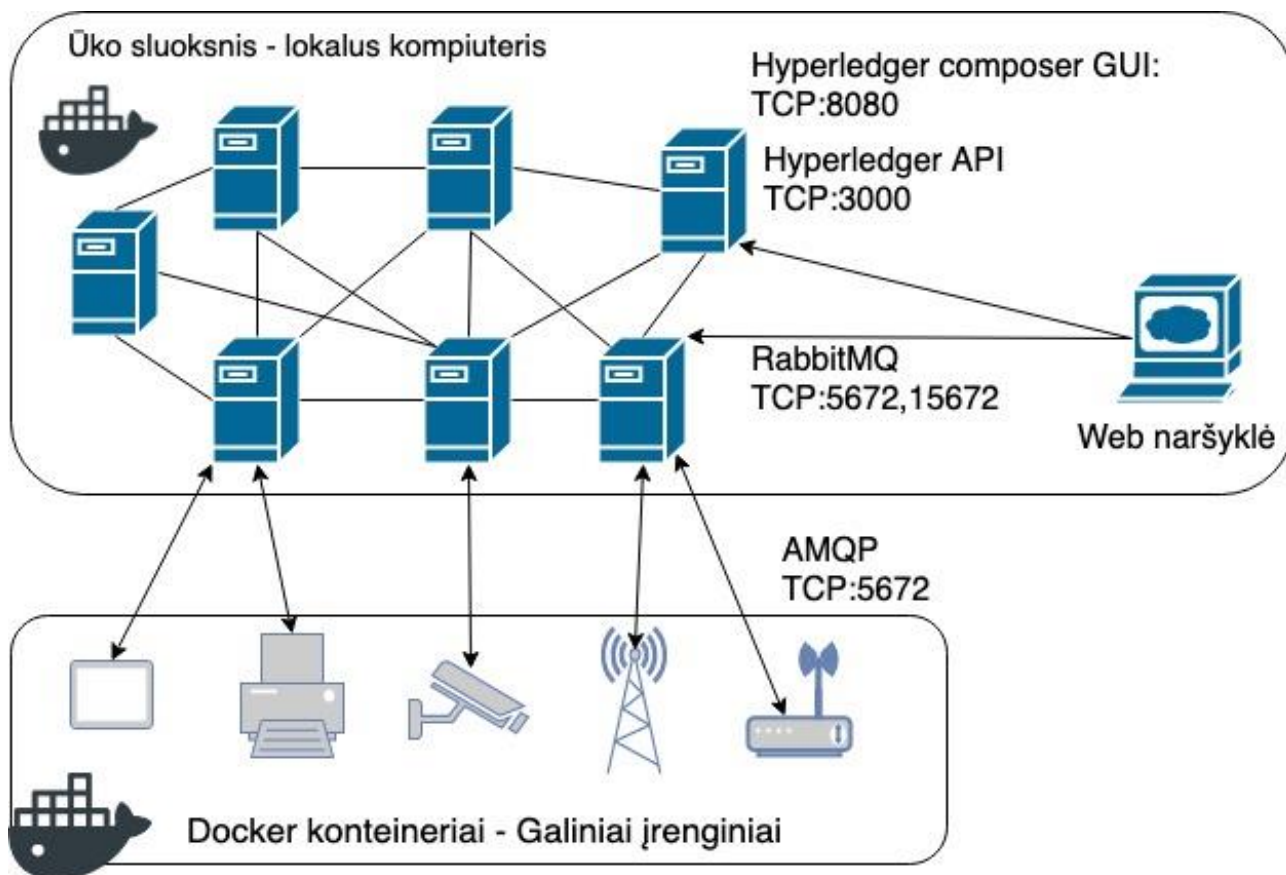 Ūko sluoksnis - lokalus kompiuteris
Hyperledger composer GUI:
TCP:8080
Hyperledger API
TCP:3000
RabbitMQ
TCP:5672,15672
Web naršyklė
AMQP
TCP:5672
Docker konteineriai - Galiniai įrenginiai